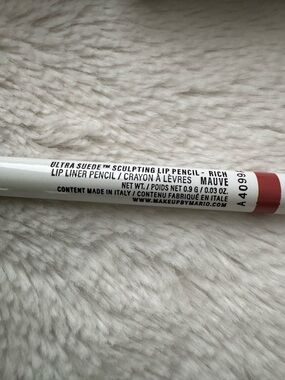 ULTRA SUEDE™ SCULPTING LIP PENCIL - RICH MAUVE
LIP LINER PENCIL / CRAYON À LÈVRES
NET WT. / POIDS NET 0.9 G / 0.03 OZ.
CONTENT MADE IN ITALY / CONTENU FABRIQUÉ EN ITALIE
WWW.MAKEUPBYMARIO.COM